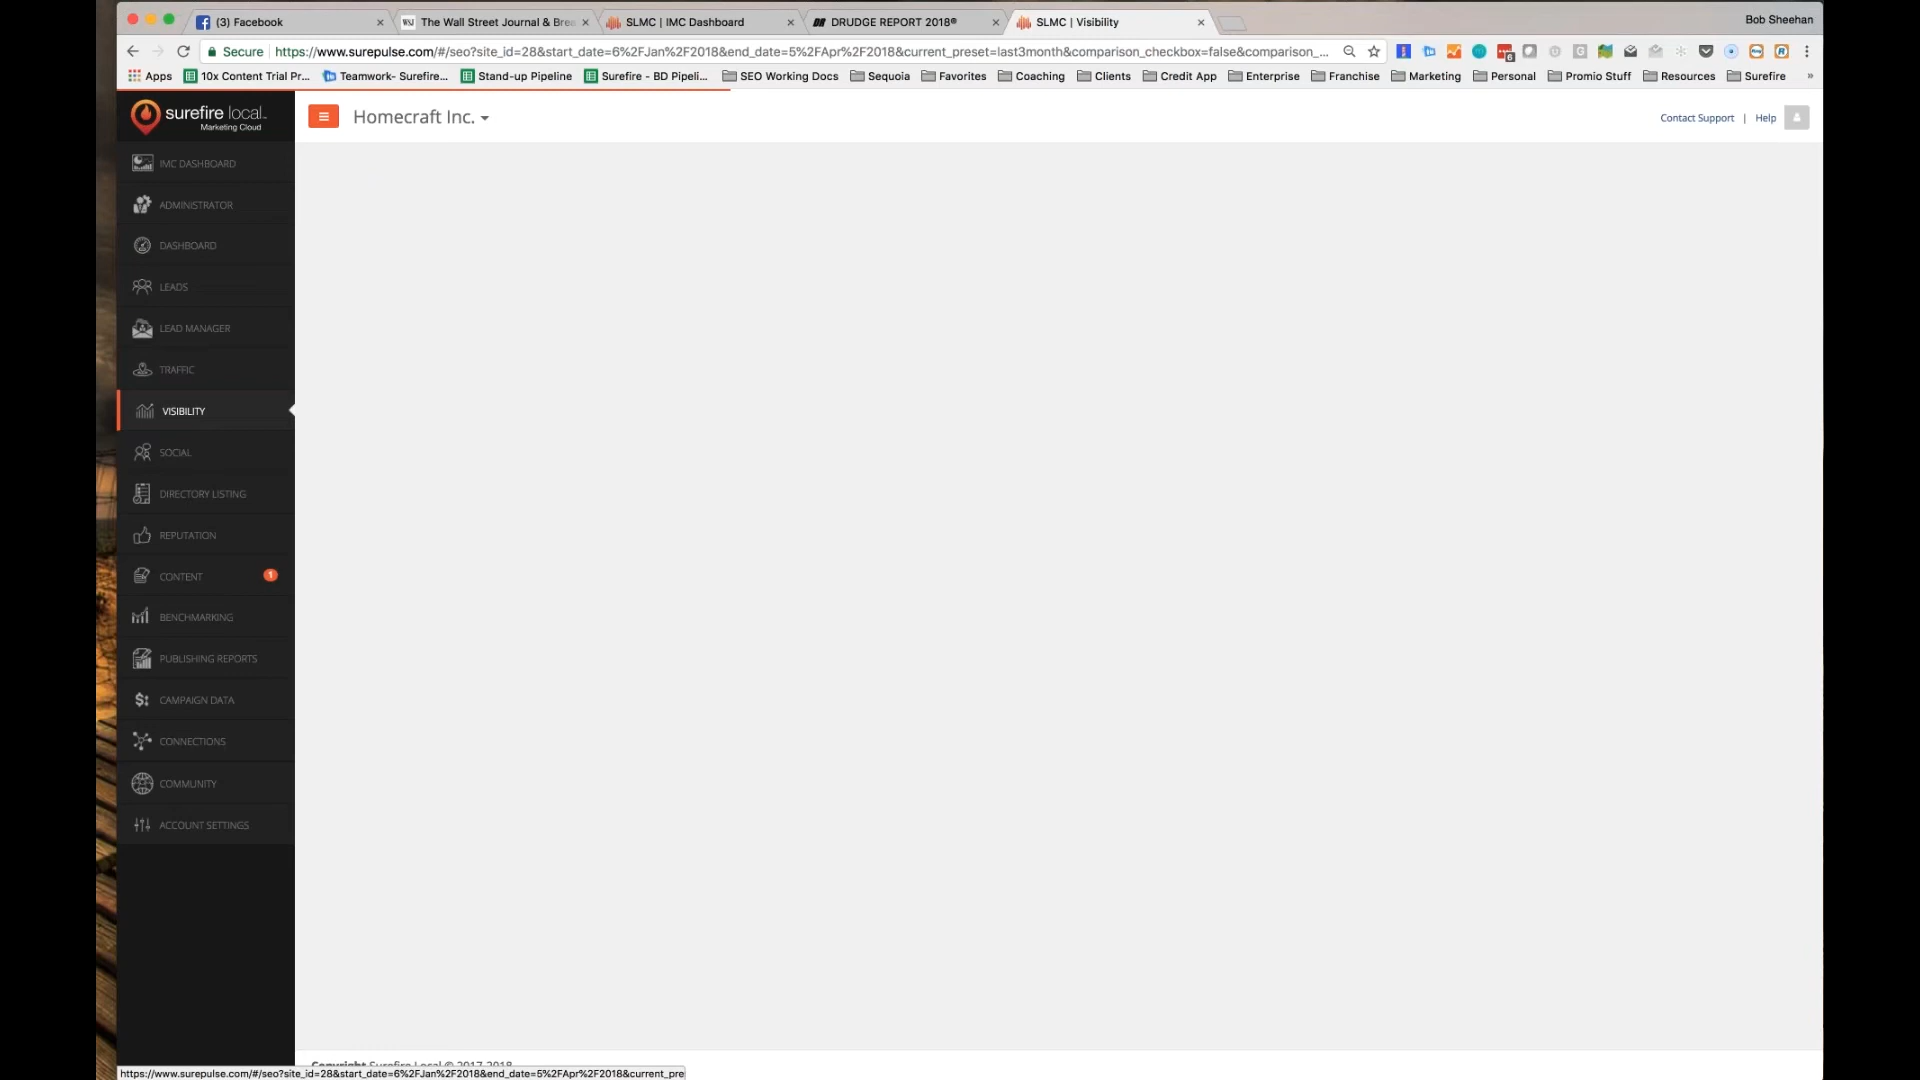 (3) Facebook
WSJ The Wall Street Journal & Brea
SLMC | IMC Dashboard
DRUDGE REPORT 2018®
SLMC | Visibility
Bob Sheehan
Secure https://www.surepulse.com/#/seo?site_id=28&start_date=6%2FJan%2F2018&end_date=5%2FApr%2F2018&current_preset=last3month&comparison_checkbox=false&comparison_...
Apps 10x Content Trial Pr... Teamwork- Surefire... Stand-up Pipeline Surefire - BD Pipeli... SEO Working Docs Sequoia Favorites Coaching Clients Credit App Enterprise Franchise Marketing Personal Promio Stuff Resources Surefire »
surefire local
Marketing Cloud
Homecraft Inc.
Contact Support | Help
IMC DASHBOARD
ADMINISTRATOR
DASHBOARD
LEADS
LEAD MANAGER
TRAFFIC
VISIBILITY
SOCIAL
DIRECTORY LISTING
REPUTATION
CONTENT 1
BENCHMARKING
PUBLISHING REPORTS
CAMPAIGN DATA
CONNECTIONS
COMMUNITY
ACCOUNT SETTINGS
Copyright Surefire Local © 2017-2018
https://www.surepulse.com/#/seo?site_id=28&start_date=6%2FJan%2F2018&end_date=5%2FApr%2F2018&current_pre